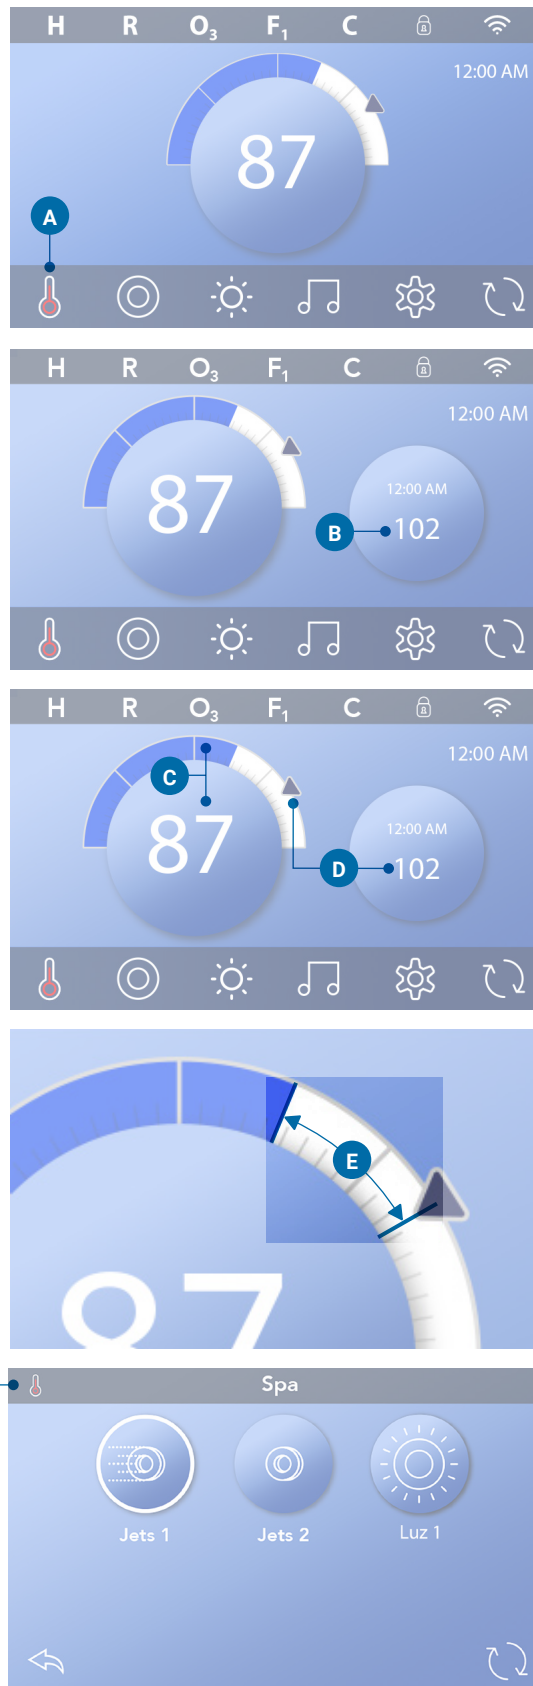 H R O3 F1 C
12:00 AM
87
A
H R O3 F1 C
12:00 AM
87
12:00 AM
B
102
H R O3 F1 C
12:00 AM
C
12:00 AM
87
D
102
E
87
Spa
Jets 1 Jets 2 Luz 1